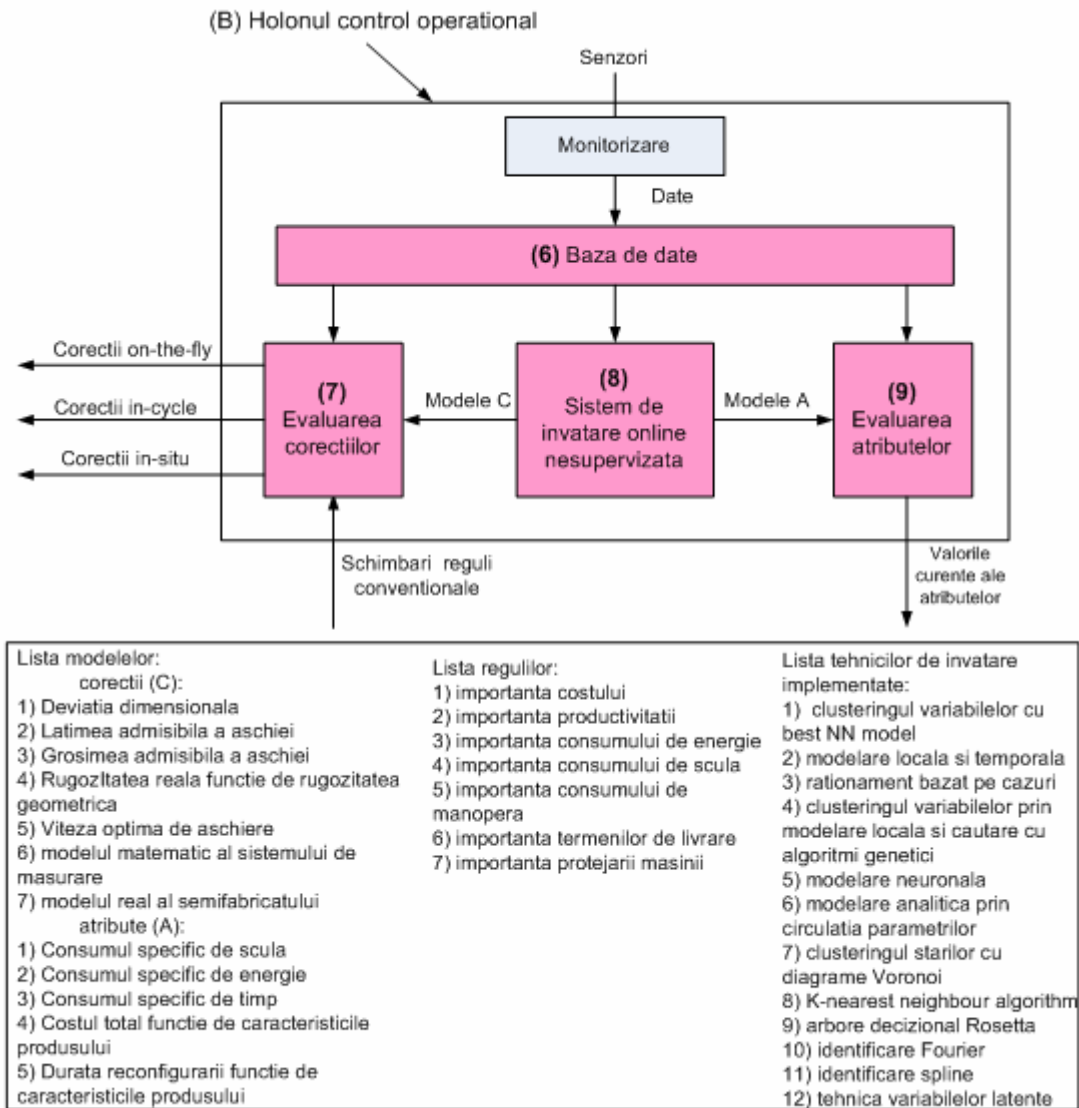 (B) Holonul control operational
Senzori
Monitorizare
Date
(6) Baza de date
Corectii on-the-fly
Corectii in-cycle
Corectii in-situ
(7)
Evaluarea
corectiilor
Modele C
(8)
Sistem de
invatare online
nesupervizata
Modele A
(9)
Evaluarea
atributelor
Schimbari reguli
conventionale
Valorile
curente ale
atributelor
Lista modelelor:
corectii (C):
1) Deviatia dimensionala
2) Latimea admisibila a aschiei
3) Grosimea admisibila a aschiei
4) Rugozltatea reala functie de rugozitatea
geometrica
5) Viteza optima de aschiere
6) modelul matematic al sistemului de
masurare
7) modelul real al semifabricatului
atribute (A):
1) Consumul specific de scula
2) Consumul specific de energie
3) Consumul specific de timp
4) Costul total functie de caracteristicile
produsului
5) Durata reconfigurarii functie de
caracteristicile produsului
Lista regulilor:
1) importanta costului
2) importanta productivitatii
3) importanta consumului de energie
4) importanta consumului de scula
5) importanta consumului de
manopera
6) importanta termenilor de livrare
7) importanta protejarii masinii
Lista tehnicilor de invatare
implementate:
1) clusteringul variabilelor cu
best NN model
2) modelare locala si temporala
3) rationament bazat pe cazuri
4) clusteringul variabilelor prin
modelare locala si cautare cu
algoritmi genetici
5) modelare neuronala
6) modelare analitica prin
circulatia parametrilor
7) clusteringul starilor cu
diagrame Voronoi
8) K-nearest neighbour algorithm
9) arbore decizional Rosetta
10) identificare Fourier
11) identificare spline
12) tehnica variabilelor latente